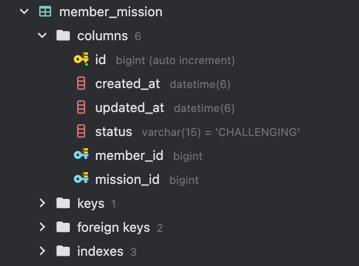 member_mission
columns 6
id bigint (auto increment)
created_at datetime(6)
updated_at datetime(6)
status varchar(15) = 'CHALLENGING'
member_id bigint
mission_id bigint
keys 1
foreign keys 2
indexes 3